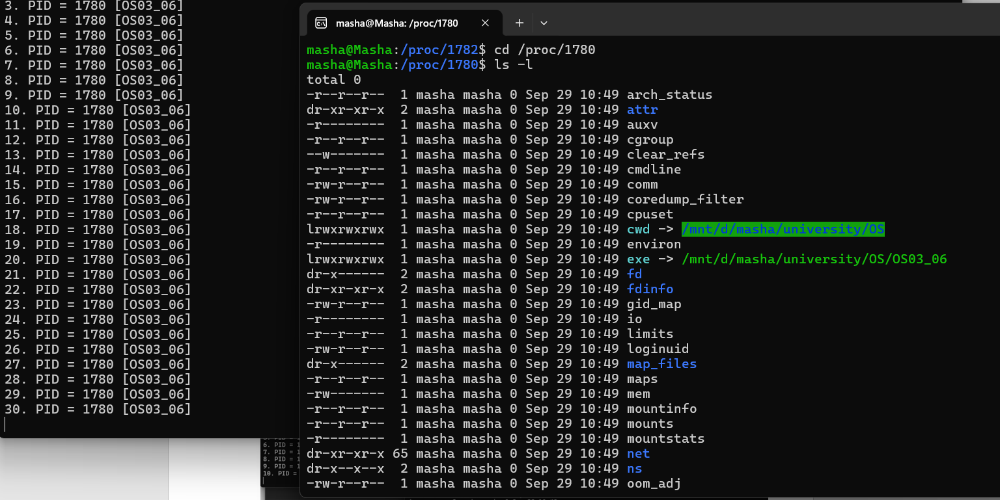 3. PID = 1780 [OS03_06]
4. PID = 1780 [OS03_06]
5. PID = 1780 [OS03_06]
6. PID = 1780 [OS03_06]
7. PID = 1780 [OS03_06]
8. PID = 1780 [OS03_06]
9. PID = 1780 [OS03_06]
10. PID = 1780 [OS03_06]
11. PID = 1780 [OS03_06]
12. PID = 1780 [OS03_06]
13. PID = 1780 [OS03_06]
14. PID = 1780 [OS03_06]
15. PID = 1780 [OS03_06]
16. PID = 1780 [OS03_06]
17. PID = 1780 [OS03_06]
18. PID = 1780 [OS03_06]
19. PID = 1780 [OS03_06]
20. PID = 1780 [OS03_06]
21. PID = 1780 [OS03_06]
22. PID = 1780 [OS03_06]
23. PID = 1780 [OS03_06]
24. PID = 1780 [OS03_06]
25. PID = 1780 [OS03_06]
26. PID = 1780 [OS03_06]
27. PID = 1780 [OS03_06]
28. PID = 1780 [OS03_06]
29. PID = 1780 [OS03_06]
30. PID = 1780 [OS03_06]
6. PID = 1
7. PID = 1
8. PID = 1
9. PID = 1
10. PID =
masha@Masha: /proc/1780
masha@Masha:/proc/1782$ cd /proc/1780
masha@Masha:/proc/1780$ ls -l
total 0
-r--r--r-- 1 masha masha 0 Sep 29 10:49 arch_status
dr-xr-xr-x 2 masha masha 0 Sep 29 10:49 attr
-r-------- 1 masha masha 0 Sep 29 10:49 auxv
-r--r--r-- 1 masha masha 0 Sep 29 10:49 cgroup
--w------- 1 masha masha 0 Sep 29 10:49 clear_refs
-r--r--r-- 1 masha masha 0 Sep 29 10:49 cmdline
-rw-r--r-- 1 masha masha 0 Sep 29 10:49 comm
-rw-r--r-- 1 masha masha 0 Sep 29 10:49 coredump_filter
-r--r--r-- 1 masha masha 0 Sep 29 10:49 cpuset
lrwxrwxrwx 1 masha masha 0 Sep 29 10:49 cwd -> /mnt/d/masha/university/OS
-r-------- 1 masha masha 0 Sep 29 10:49 environ
lrwxrwxrwx 1 masha masha 0 Sep 29 10:49 exe -> /mnt/d/masha/university/OS/OS03_06
dr-x------ 2 masha masha 0 Sep 29 10:49 fd
dr-xr-xr-x 2 masha masha 0 Sep 29 10:49 fdinfo
-rw-r--r-- 1 masha masha 0 Sep 29 10:49 gid_map
-r-------- 1 masha masha 0 Sep 29 10:49 io
-r--r--r-- 1 masha masha 0 Sep 29 10:49 limits
-rw-r--r-- 1 masha masha 0 Sep 29 10:49 loginuid
dr-x------ 2 masha masha 0 Sep 29 10:49 map_files
-r--r--r-- 1 masha masha 0 Sep 29 10:49 maps
-rw------- 1 masha masha 0 Sep 29 10:49 mem
-r--r--r-- 1 masha masha 0 Sep 29 10:49 mountinfo
-r--r--r-- 1 masha masha 0 Sep 29 10:49 mounts
-r-------- 1 masha masha 0 Sep 29 10:49 mountstats
dr-xr-xr-x 65 masha masha 0 Sep 29 10:49 net
dr-x--x--x 2 masha masha 0 Sep 29 10:49 ns
-rw-r--r-- 1 masha masha 0 Sep 29 10:49 oom_adj